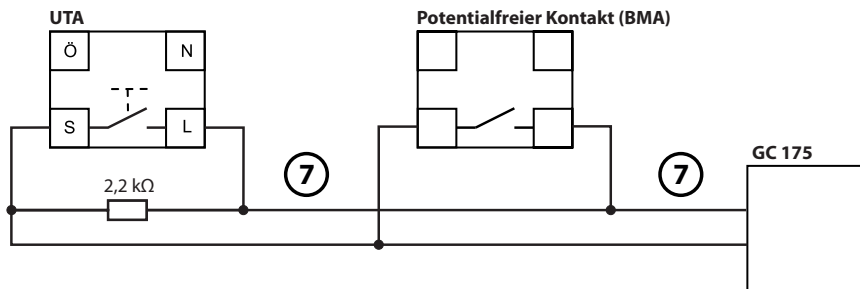 UTA
Potentialfreier Kontakt (BMA)
Ö
N
S
L
7
7
GC 175
2,2 kΩ